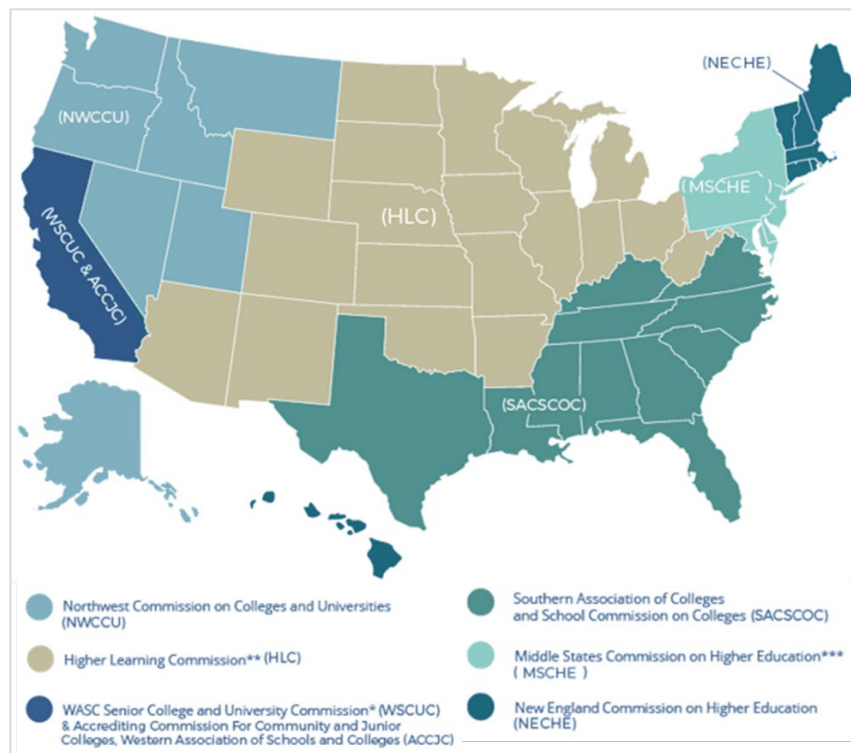 (NECHE)
(NWCCU)
(MSCHE )
(HLC)
(WSCUC & ACCJC)
(SACSCOC)
Northwest Commission on Colleges and Universities
(NWCCU)
Higher Learning Commission** (HLC)
WASC Senior College and University Commission* (WSCUC)
& Accrediting Commission For Community and Junior
Colleges, Western Association of Schools and Colleges (ACCJC)
Southern Association of Colleges
and School Commission on Colleges (SACSCOC)
Middle States Commission on Higher Education***
( MSCHE )
New England Commission on Higher Education
(NECHE)